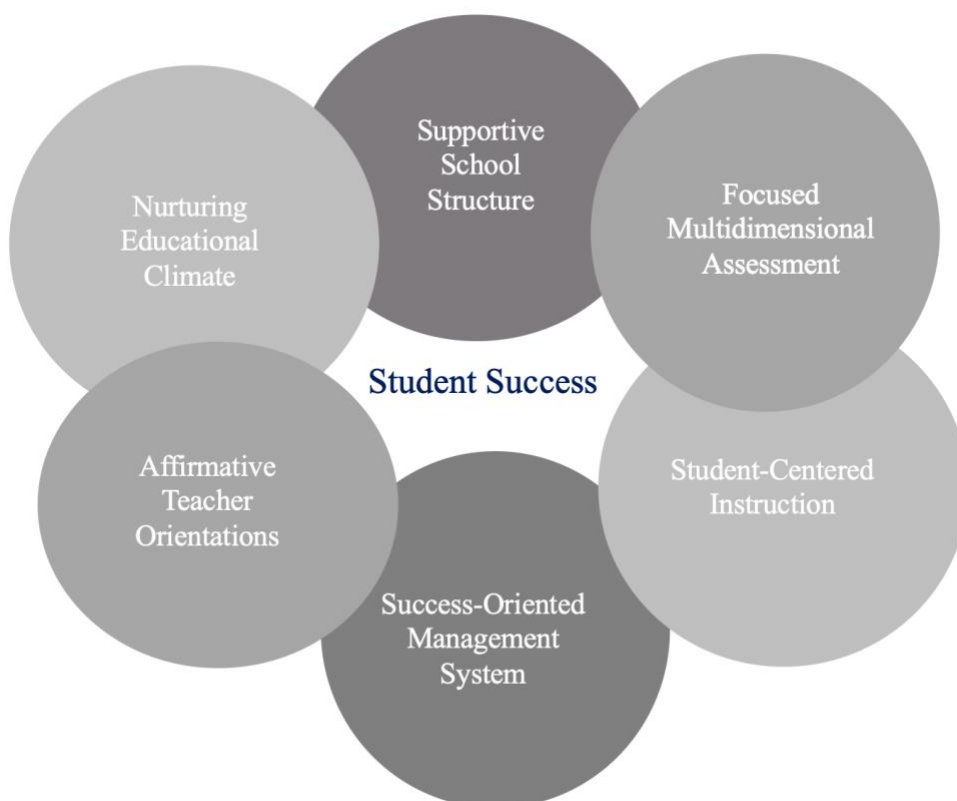 Supportive
School
Structure
Nurturing
Educational
Climate
Focused
Multidimensional
Assessment
Student Success
Affirmative
Teacher
Orientations
Student-Centered
Instruction
Success-Oriented
Management
System